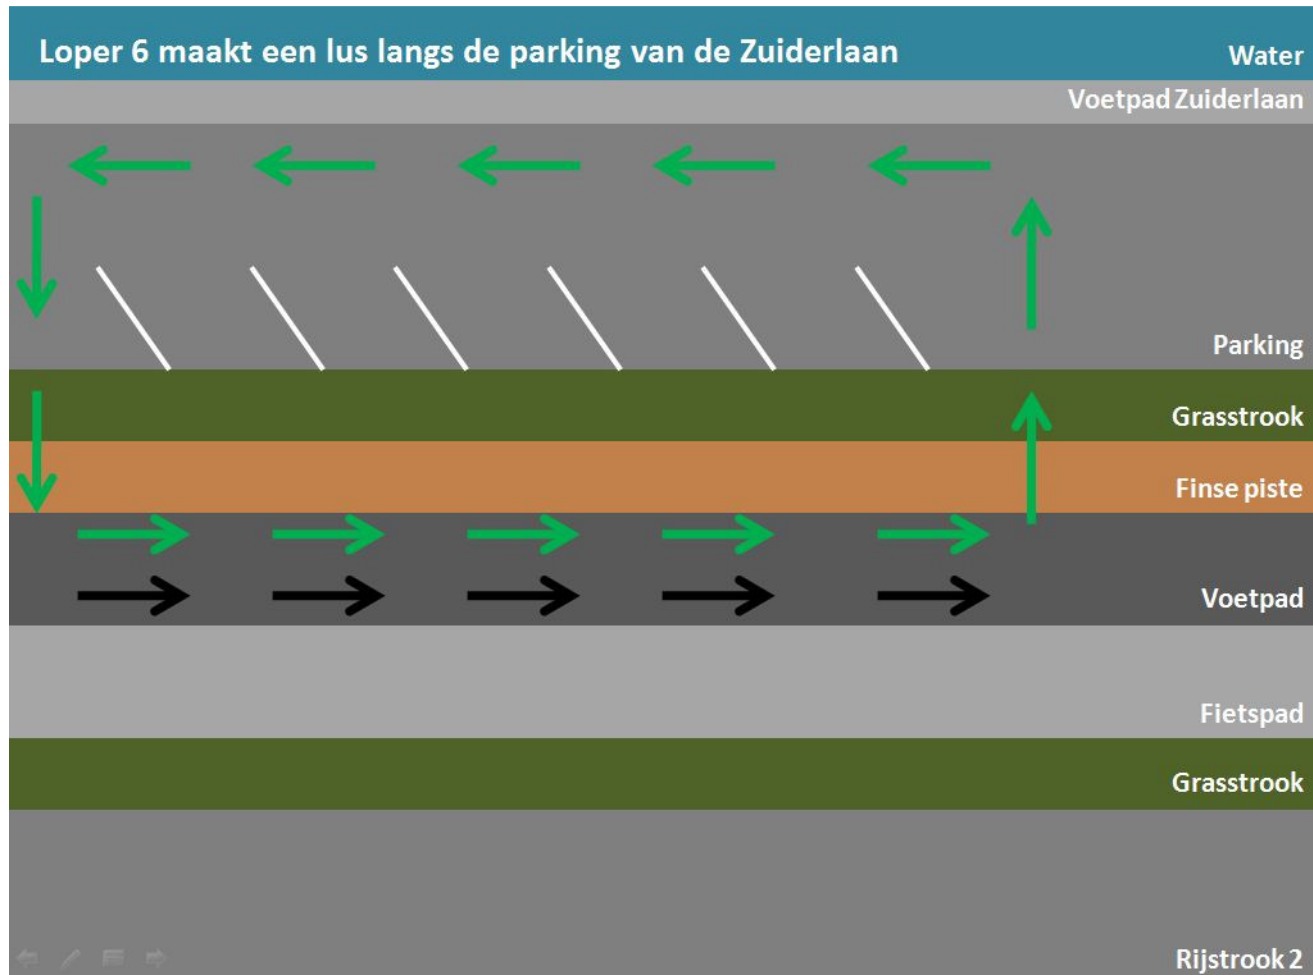 Loper 6 maakt een lus langs de parking van de Zuiderlaan
Water
Voetpad Zuiderlaan
Parking
Grasstrook
Finse piste
Voetpad
Fietspad
Grasstrook
Rijstrook 2